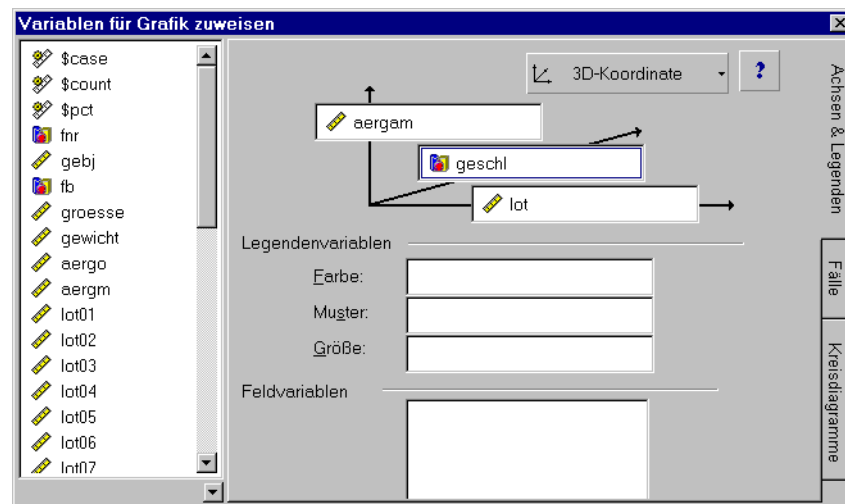 Variablen für Grafik zuweisen
$case
$count
$pct
fnr
gebj
fb
groesse
gewicht
aergo
aergm
lot01
lot02
lot03
lot04
lot05
lot06
lot07
3D-Koordinate
?
aergam
geschl
lot
Legendenvariablen
Farbe:
Muster:
Größe:
Feldvariablen
Achsen & Legenden
Fälle
Kreisdiagramme